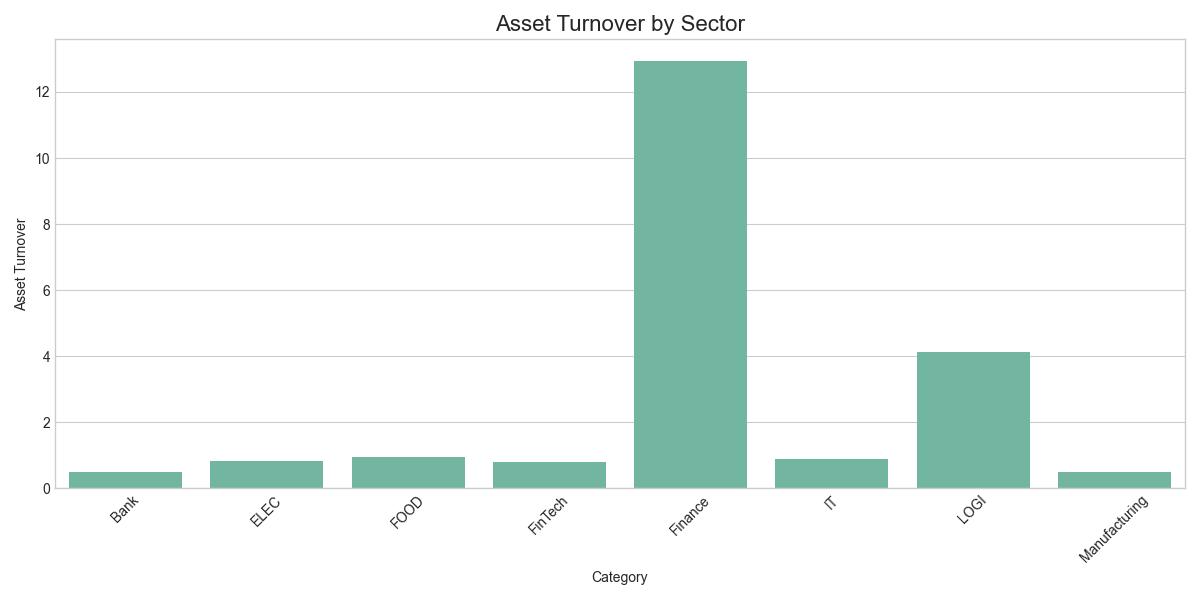 Asset Turnover by Sector
Asset Turnover
12
10
8
6
4
2
0
Bank
ELEC
FOOD
FinTech
Finance
IT
LOGI
Manufacturing
Category